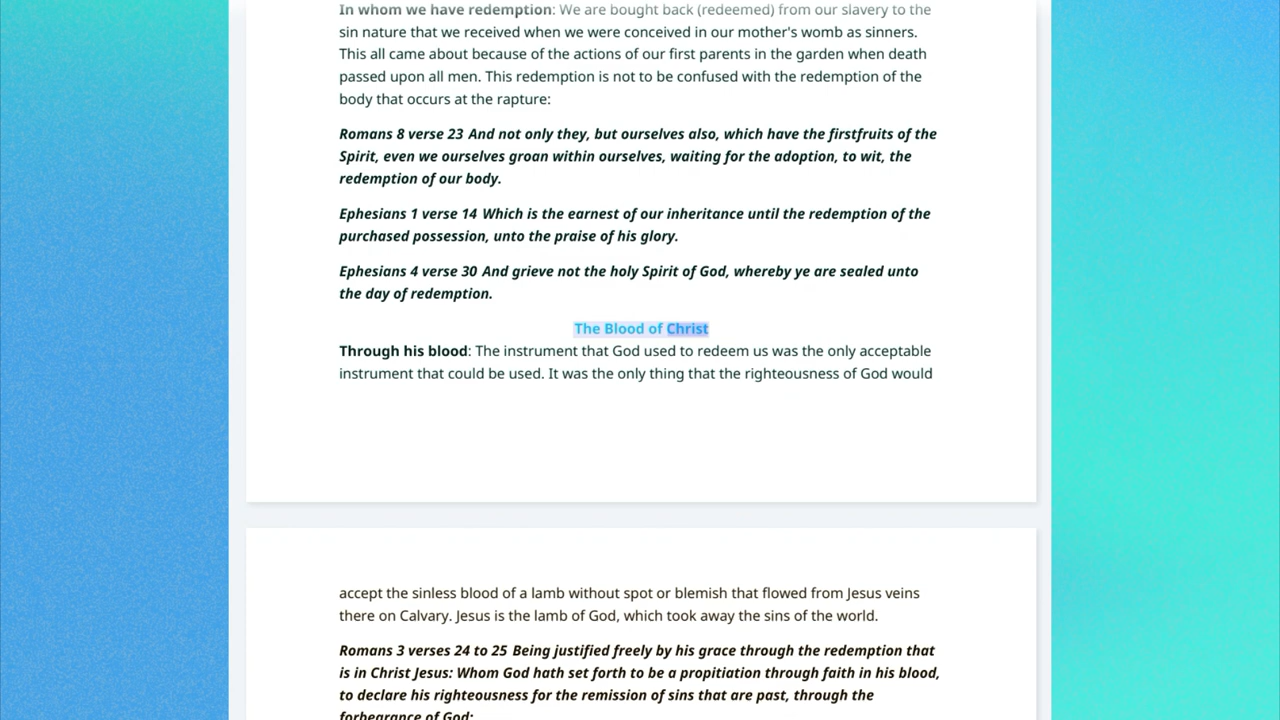 In whom we have redemption: We are bought back (redeemed) from our slavery to the
sin nature that we received when we were conceived in our mother's womb as sinners.
This all came about because of the actions of our first parents in the garden when death
passed upon all men. This redemption is not to be confused with the redemption of the
body that occurs at the rapture:
Romans 8 verse 23 And not only they, but ourselves also, which have the firstfruits of the
Spirit, even we ourselves groan within ourselves, waiting for the adoption, to wit, the
redemption of our body.
Ephesians 1 verse 14 Which is the earnest of our inheritance until the redemption of the
purchased possession, unto the praise of his glory.
Ephesians 4 verse 30 And grieve not the holy Spirit of God, whereby ye are sealed unto
the day of redemption.
The Blood of Christ
Through his blood: The instrument that God used to redeem us was the only acceptable
instrument that could be used. It was the only thing that the righteousness of God would
accept the sinless blood of a lamb without spot or blemish that flowed from Jesus veins
there on Calvary. Jesus is the lamb of God, which took away the sins of the world.
Romans 3 verses 24 to 25 Being justified freely by his grace through the redemption that
is in Christ Jesus: Whom God hath set forth to be a propitiation through faith in his blood,
to declare his righteousness for the remission of sins that are past, through the
forbearance of God;